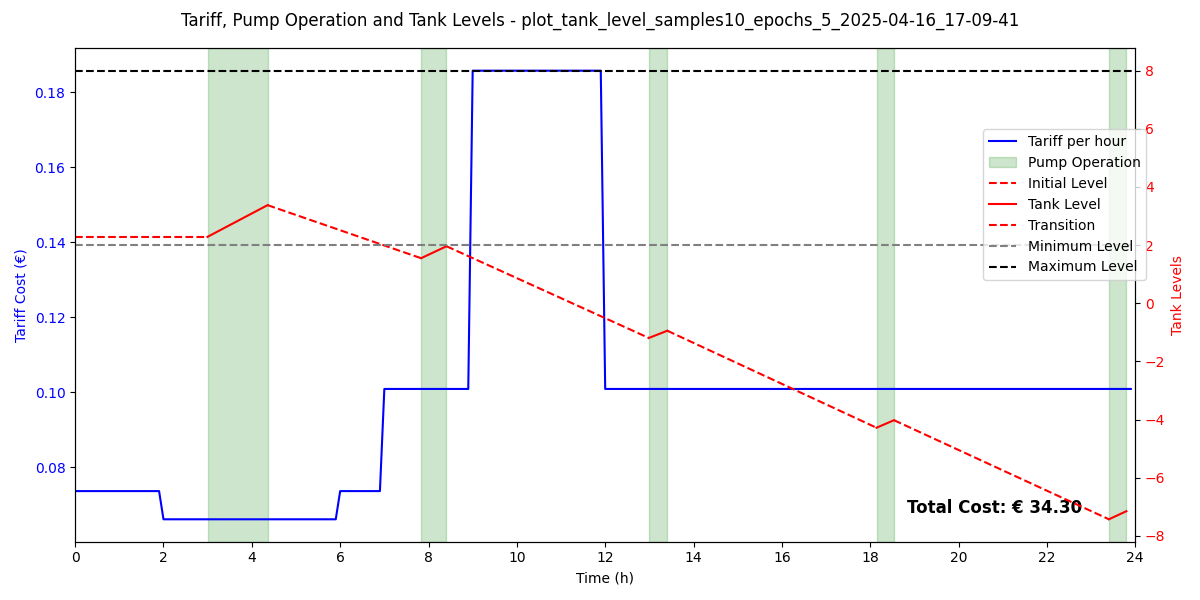 Tariff, Pump Operation and Tank Levels - plot_tank_level_samples10_epochs_5_2025-04-16_17-09-41
Tariff Cost (€)
0.18
0.16
0.14
0.12
0.10
0.08
8
6
4
2
0
−2
−4
−6
−8
Tank Levels
Tariff per hour
Pump Operation
Initial Level
Tank Level
Transition
Minimum Level
Maximum Level
Total Cost: € 34.30
0 2 4 6 8 10 12 14 16 18 20 22 24
Time (h)